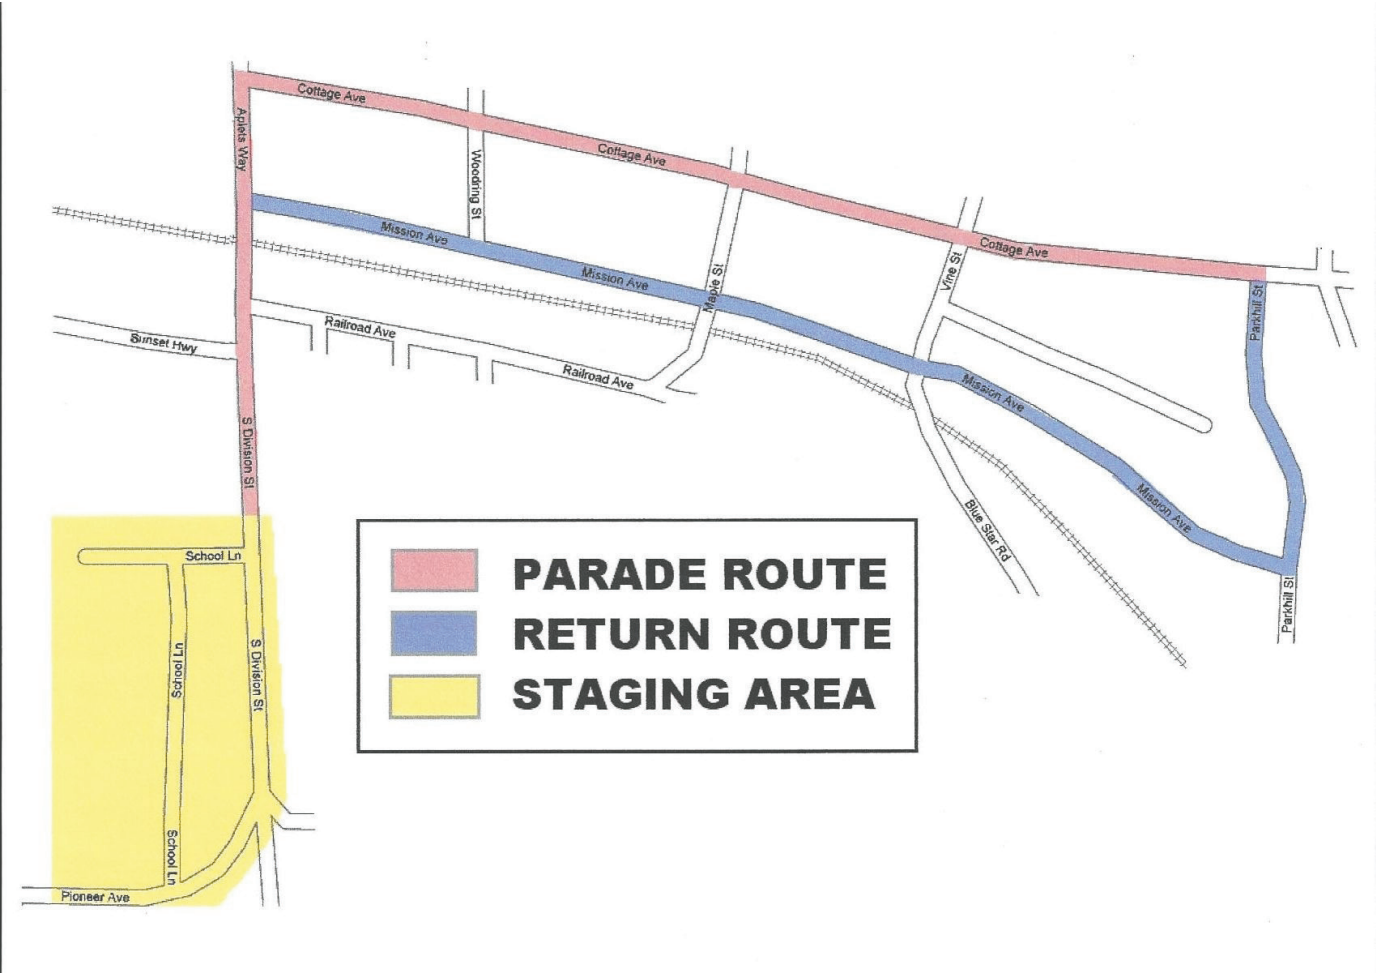 Cottage Ave
Aplets Way
Woodring St
Cottage Ave
Mission Ave
Mission Ave
Maple St
Cottage Ave
Vine St
Parkhill St
Sunset Hwy
Railroad Ave
Railroad Ave
Mission Ave
S Division St
Mission Ave
Blue Star Rd
Parkhill St
School Ln
School Ln
S Division St
School Ln
Pioneer Ave
PARADE ROUTE
RETURN ROUTE
STAGING AREA